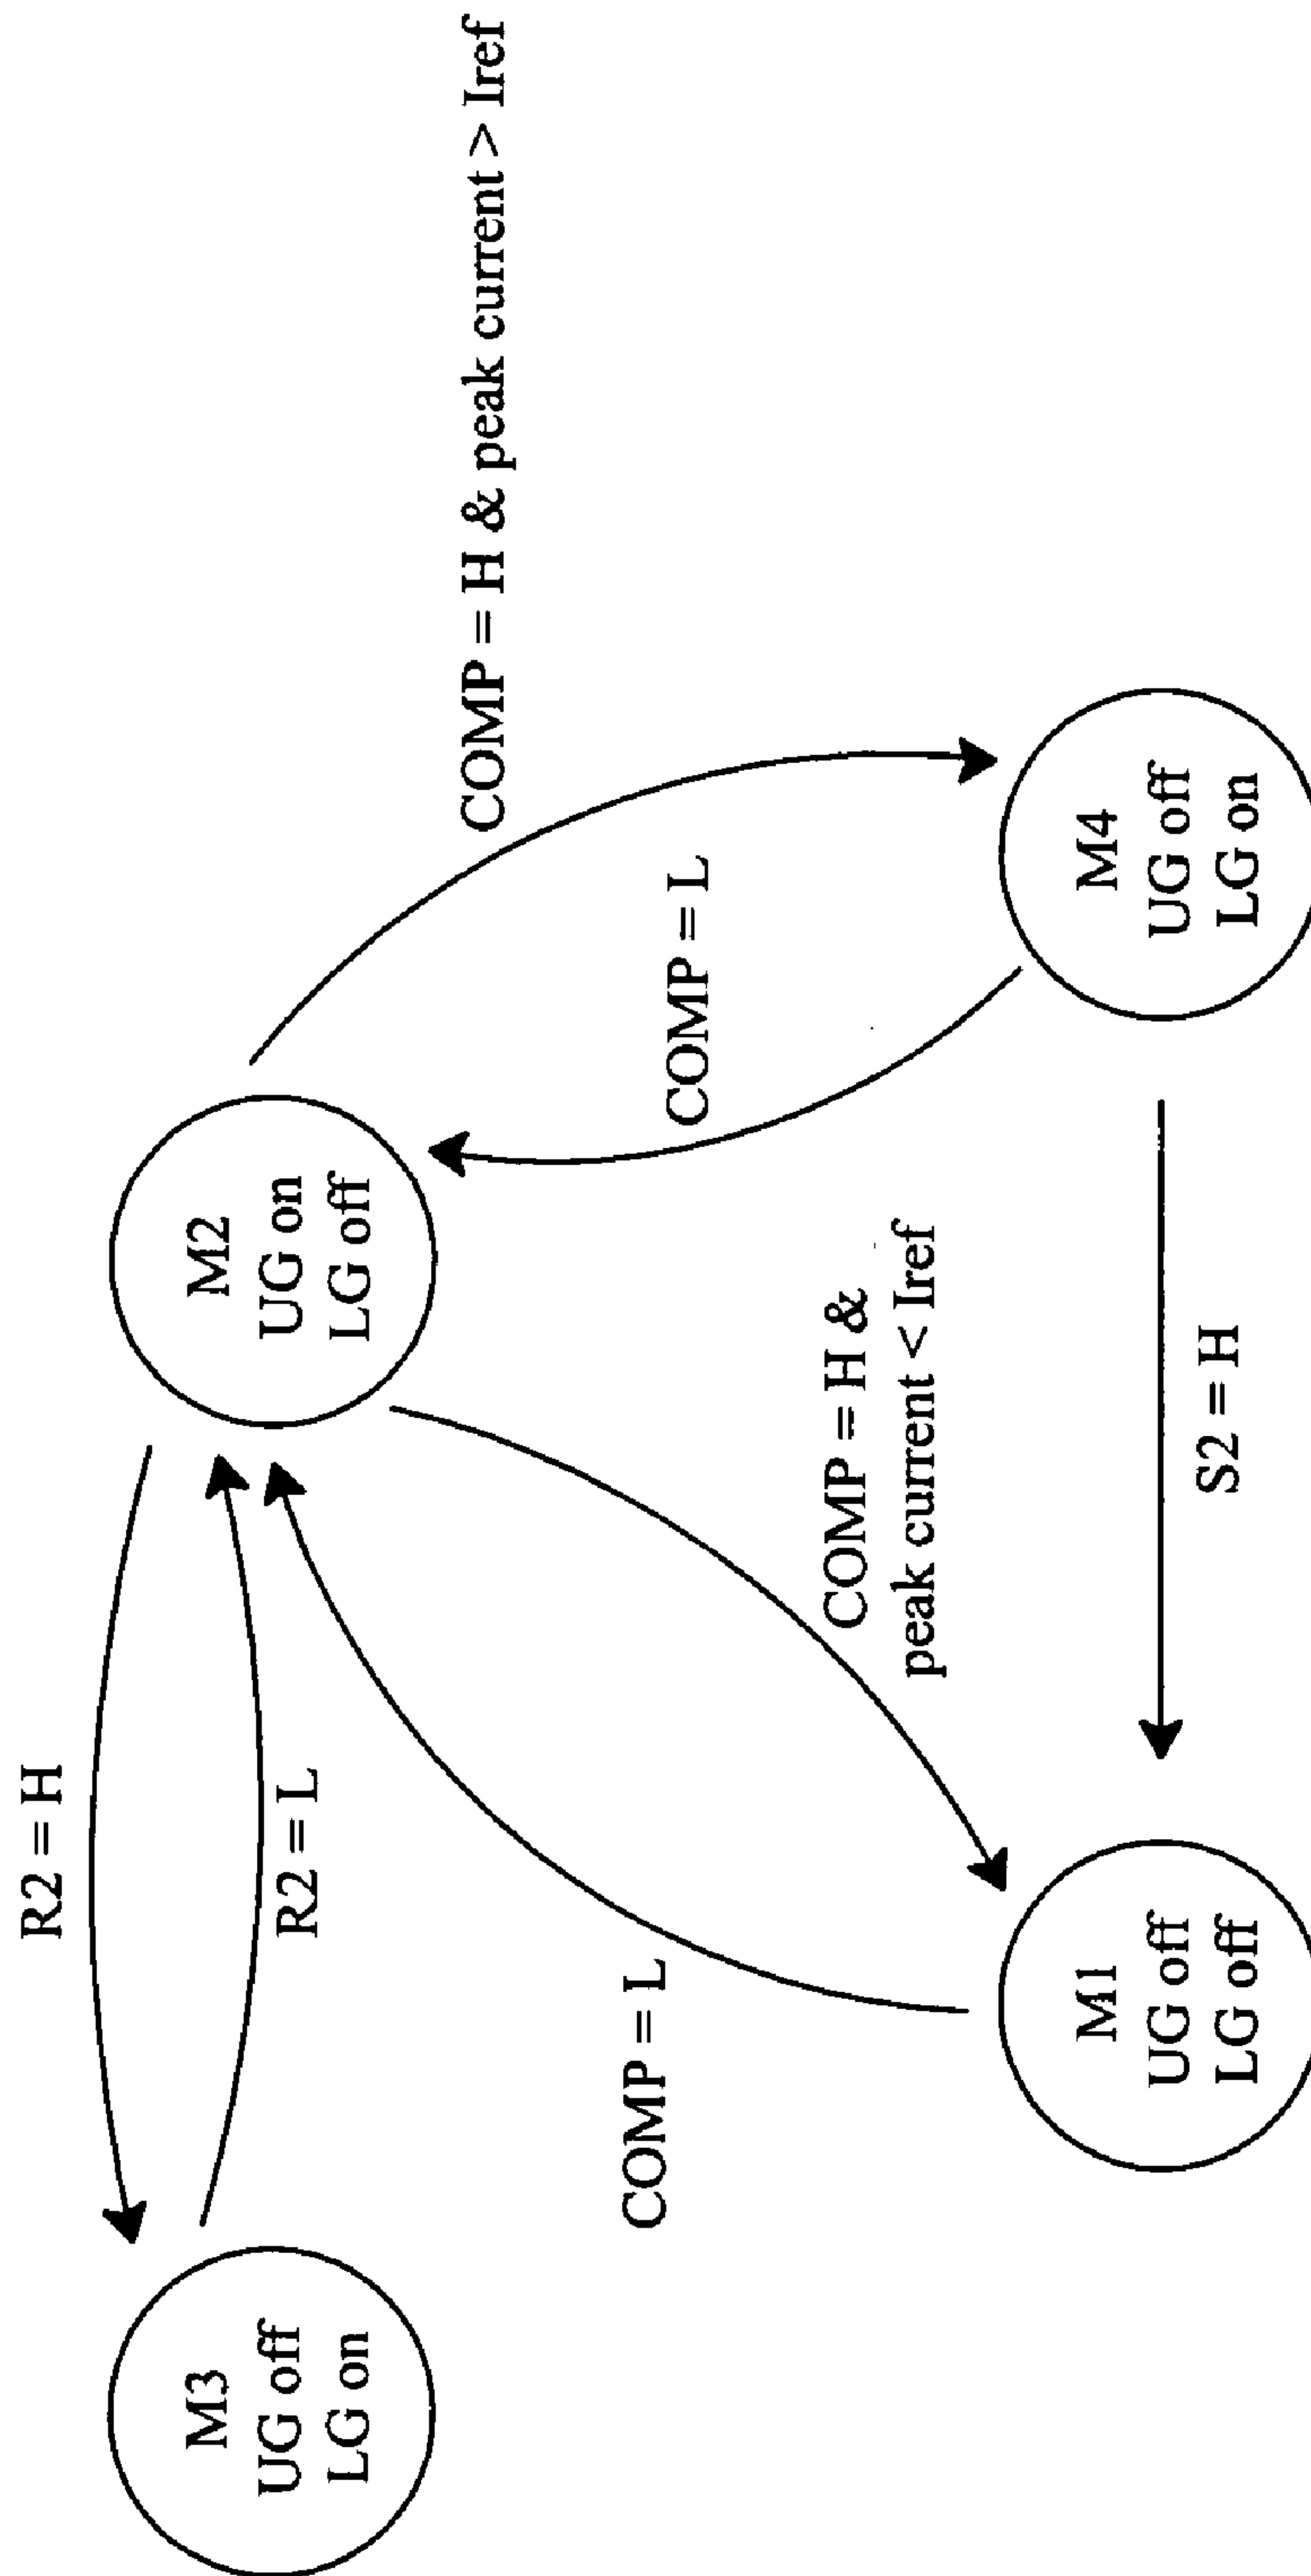 R2 = H
R2 = L
M3
UG off
LG on
M2
UG on
LG off
COMP = H & peak current > Iref
COMP = L
COMP = L
COMP = H &
peak current < Iref
M1
UG off
LG off
S2 = H
M4
UG off
LG on